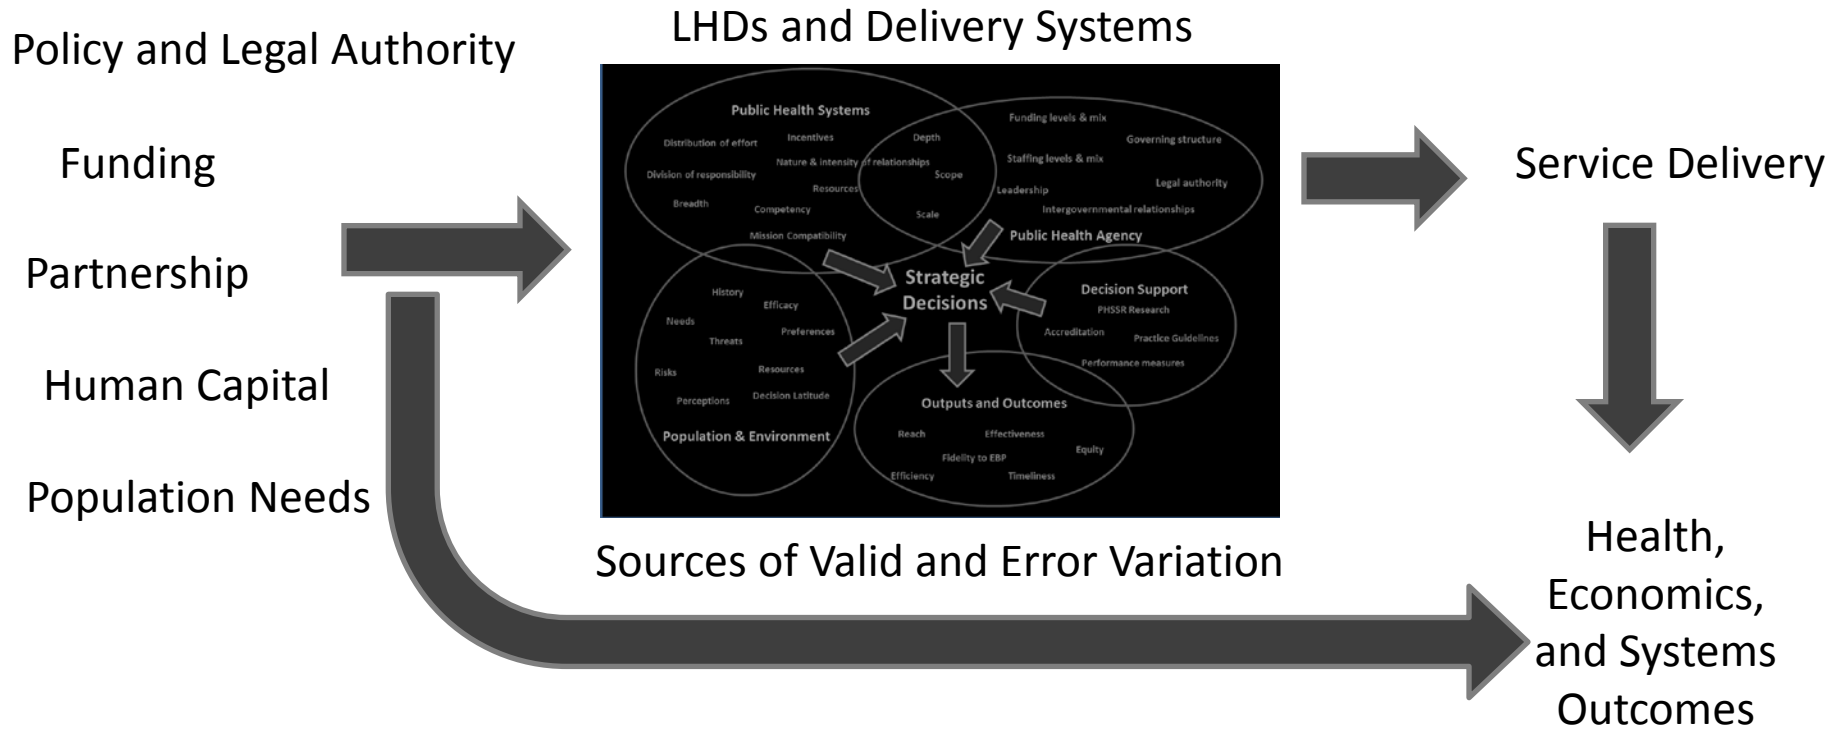 LHDs and Delivery Systems
Policy and Legal Authority
Funding
Partnership
Human Capital
Population Needs
Public Health Systems
Distribution of effort
Incentives
Depth
Nature & intensity of relationships
Division of responsibility
Scope
Resources
Breadth
Competency
Scale
Mission Compatibility
Funding levels & mix
Governing structure
Staffing levels & mix
Legal authority
Leadership
Intergovernmental relationships
Public Health Agency
Strategic
Decisions
Decision Support
PHSSR Research
Accreditation
Practice Guidelines
Performance measures
History
Efficacy
Needs
Preferences
Threats
Risks
Resources
Perceptions
Decision Latitude
Population & Environment
Outputs and Outcomes
Reach
Effectiveness
Equity
Fidelity to EBP
Efficiency
Timeliness
Sources of Valid and Error Variation
Service Delivery
Health,
Economics,
and Systems
Outcomes